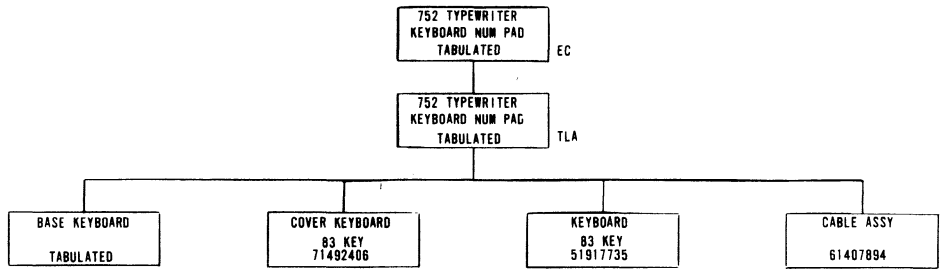 752 TYPEWRITER
KEYBOARD NUM PAD
TABULATED
EC
752 TYPEWRITER
KEYBOARD NUM PAD
TABULATED
TLA
BASE KEYBOARD
TABULATED
COVER KEYBOARD
83 KEY
71492406
KEYBOARD
83 KEY
51917735
CABLE ASSY
61407894